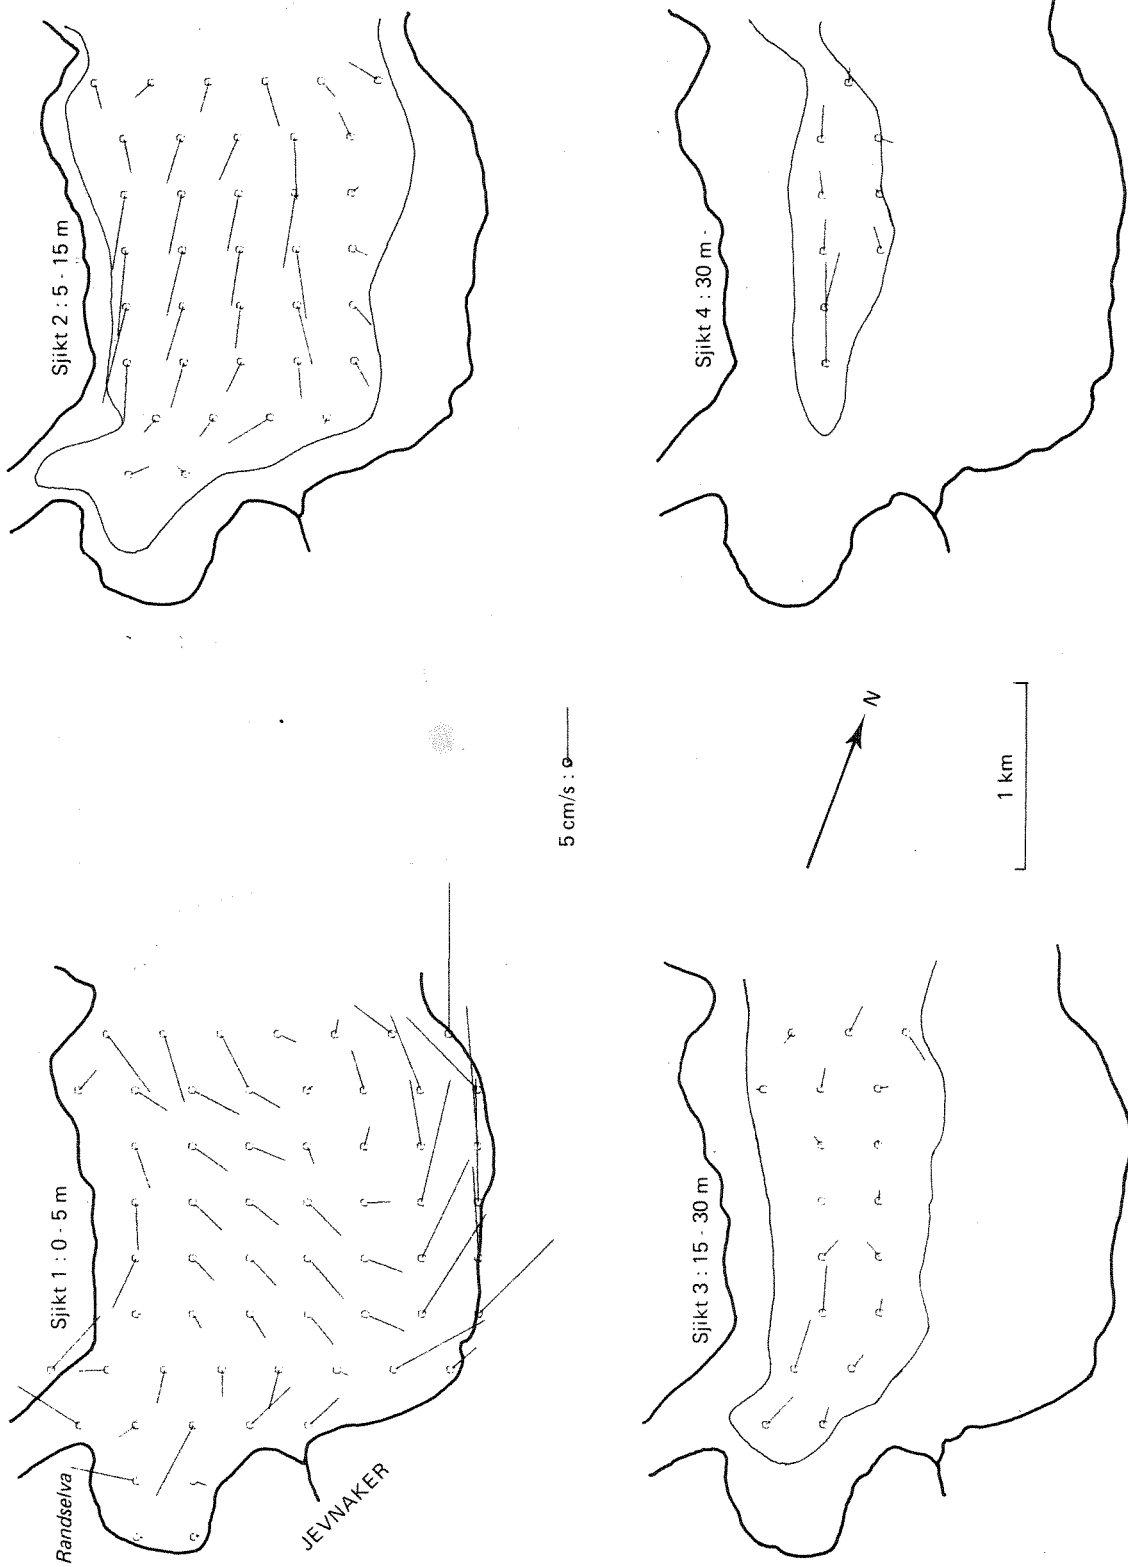 Sjikt 2 : 5 - 15 m
Sjikt 4 : 30 m -
5 cm/s :
N
1 km
Sjikt 1 : 0 - 5 m
Randselva
JEVNAKER
Sjikt 3 : 15 - 30 m